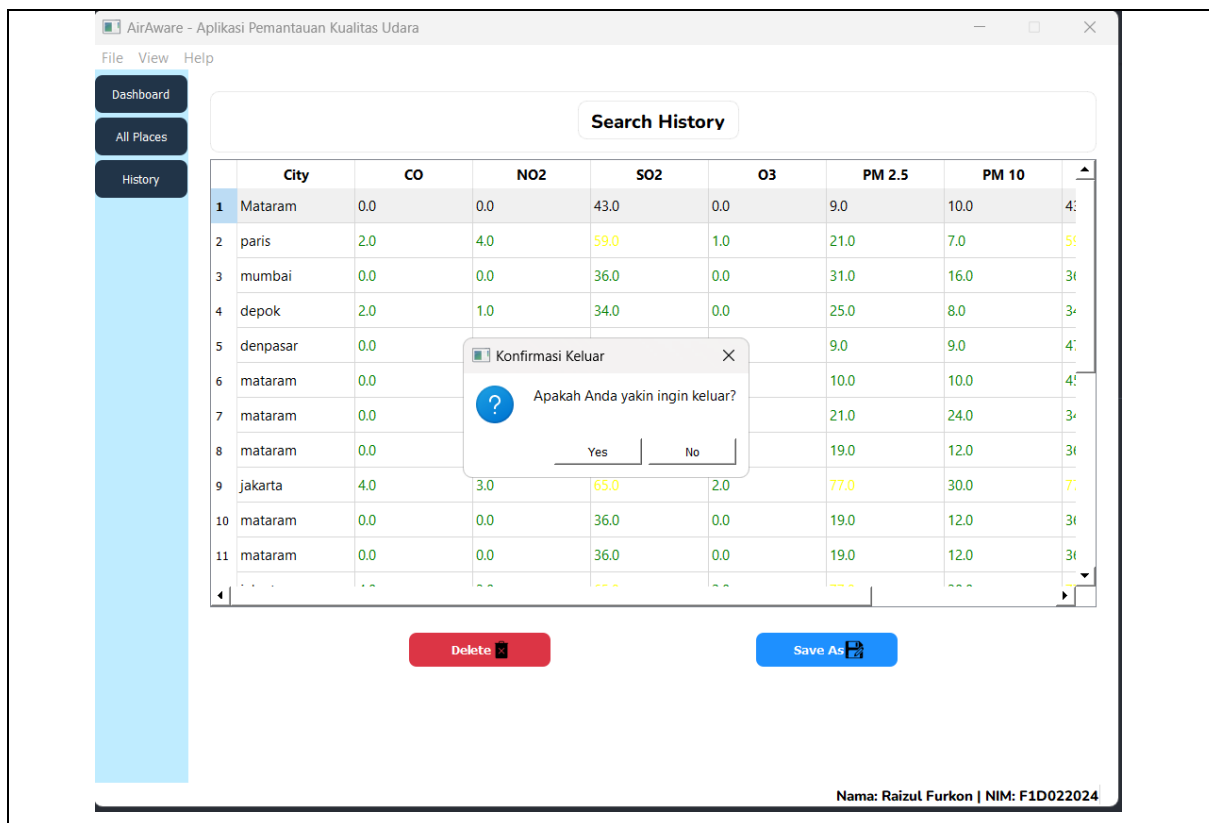 AirAware - Aplikasi Pemantauan Kualitas Udara
File View Help
Dashboard
All Places
History
Search History
City CO NO2 SO2 O3 PM 2.5 PM 10
1 Mataram 0.0 0.0 43.0 0.0 9.0 10.0
2 paris 2.0 4.0 59.0 1.0 21.0 7.0
3 mumbai 0.0 0.0 36.0 0.0 31.0 16.0
4 depok 2.0 1.0 34.0 0.0 25.0 8.0
5 denpasar 0.0 9.0 9.0
6 mataram 0.0 10.0 10.0
7 mataram 0.0 21.0 24.0
8 mataram 0.0 19.0 12.0
9 jakarta 4.0 3.0 65.0 2.0 77.0 30.0
10 mataram 0.0 0.0 36.0 0.0 19.0 12.0
11 mataram 0.0 0.0 36.0 0.0 19.0 12.0
Konfirmasi Keluar
Apakah Anda yakin ingin keluar?
Yes No
Delete Save As
Nama: Raizul Furkon | NIM: F1D022024